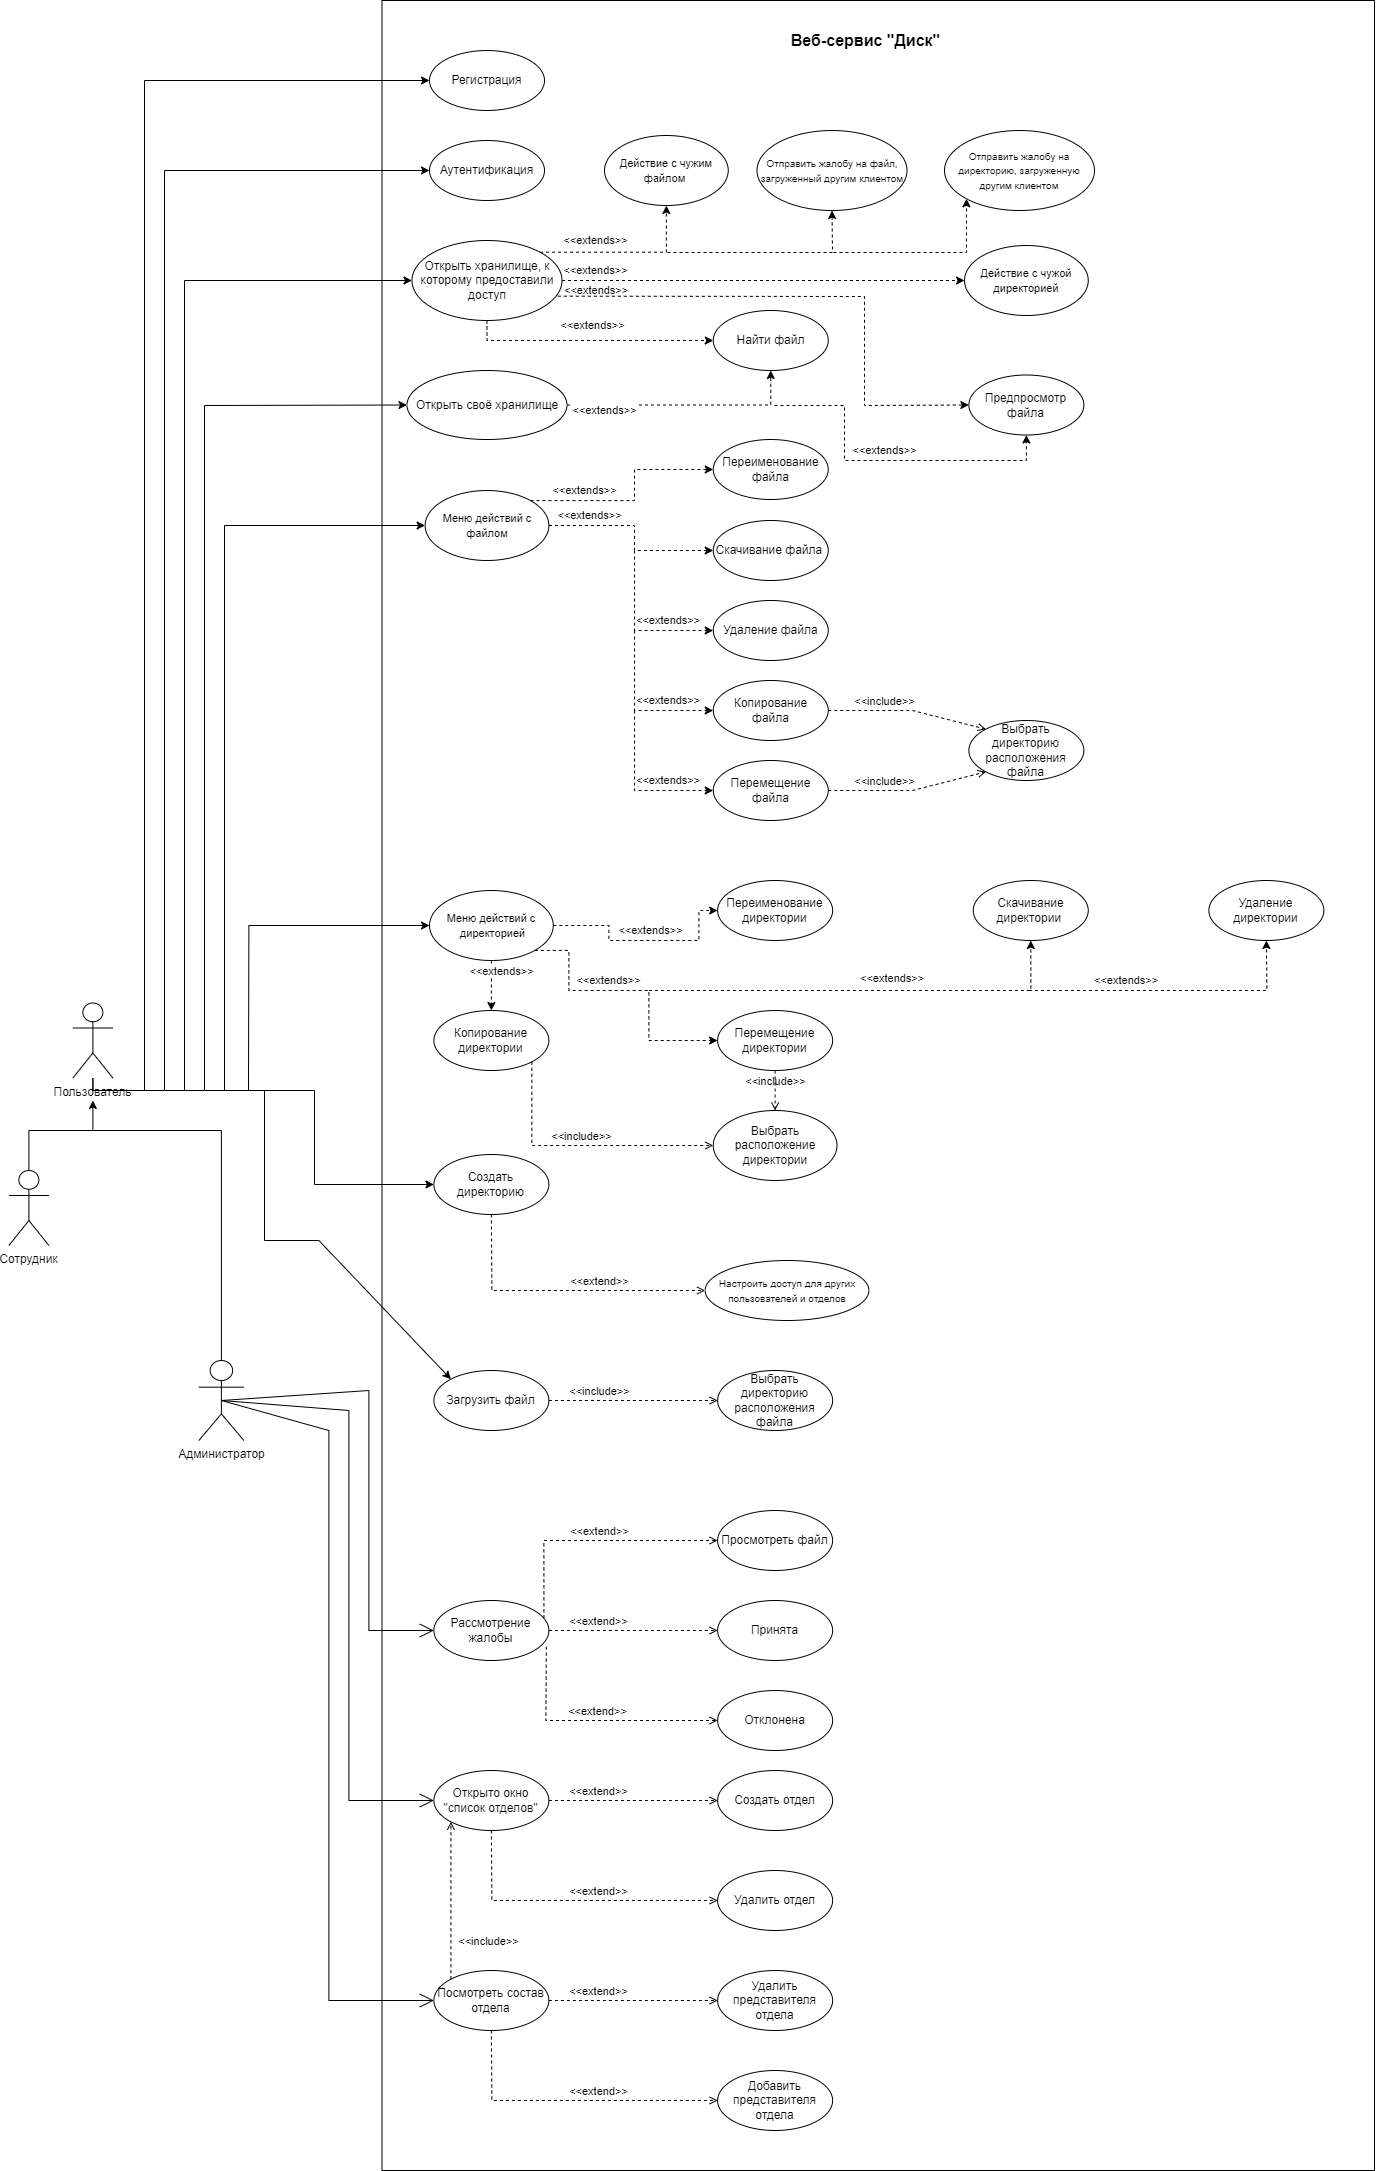 Веб-сервис "Диск"
Регистрация
Аутентификация
Действие с чужим
файлом
Отправить жалобу на файл,
загруженный другим клиентом
Отправить жалобу на
директорию, загруженную
другим клиентом
<<extends>>
Открыть хранилище, к
которому предоставили
доступ
<<extends>>
<<extends>>
Действие с чужой
директорией
<<extends>>
Найти файл
Открыть своё хранилище
<<extends>>
Предпросмотр
файла
<<extends>>
Переименование
файла
<<extends>>
Меню действий с
файлом
<<extends>>
Скачивание файла
<<extends>>
Удаление файла
<<extends>>
Копирование
файла
<<include>>
Выбрать
директорию
расположения
файла
<<extends>>
Перемещение
файла
<<include>>
Меню действий с
директорией
<<extends>>
Переименование
директории
Скачивание
директории
Удаление
директории
<<extends>>
<<extends>>
<<extends>>
<<extends>>
Копирование
директории
Перемещение
директории
<<include>>
Пользователь
<<include>>
Выбрать
расположение
директории
Создать
директорию
Сотрудник
<<extend>>
Настроить доступ для других
пользователей и отделов
Загрузить файл
<<include>>
Выбрать
директорию
расположения
файла
Администратор
<<extend>>
Просмотреть файл
Рассмотрение
жалобы
<<extend>>
Принята
<<extend>>
Отклонена
Открыто окно
"список отделов"
<<extend>>
Создать отдел
<<extend>>
Удалить отдел
<<include>>
Посмотреть состав
отдела
<<extend>>
Удалить
представителя
отдела
<<extend>>
Добавить
представителя
отдела